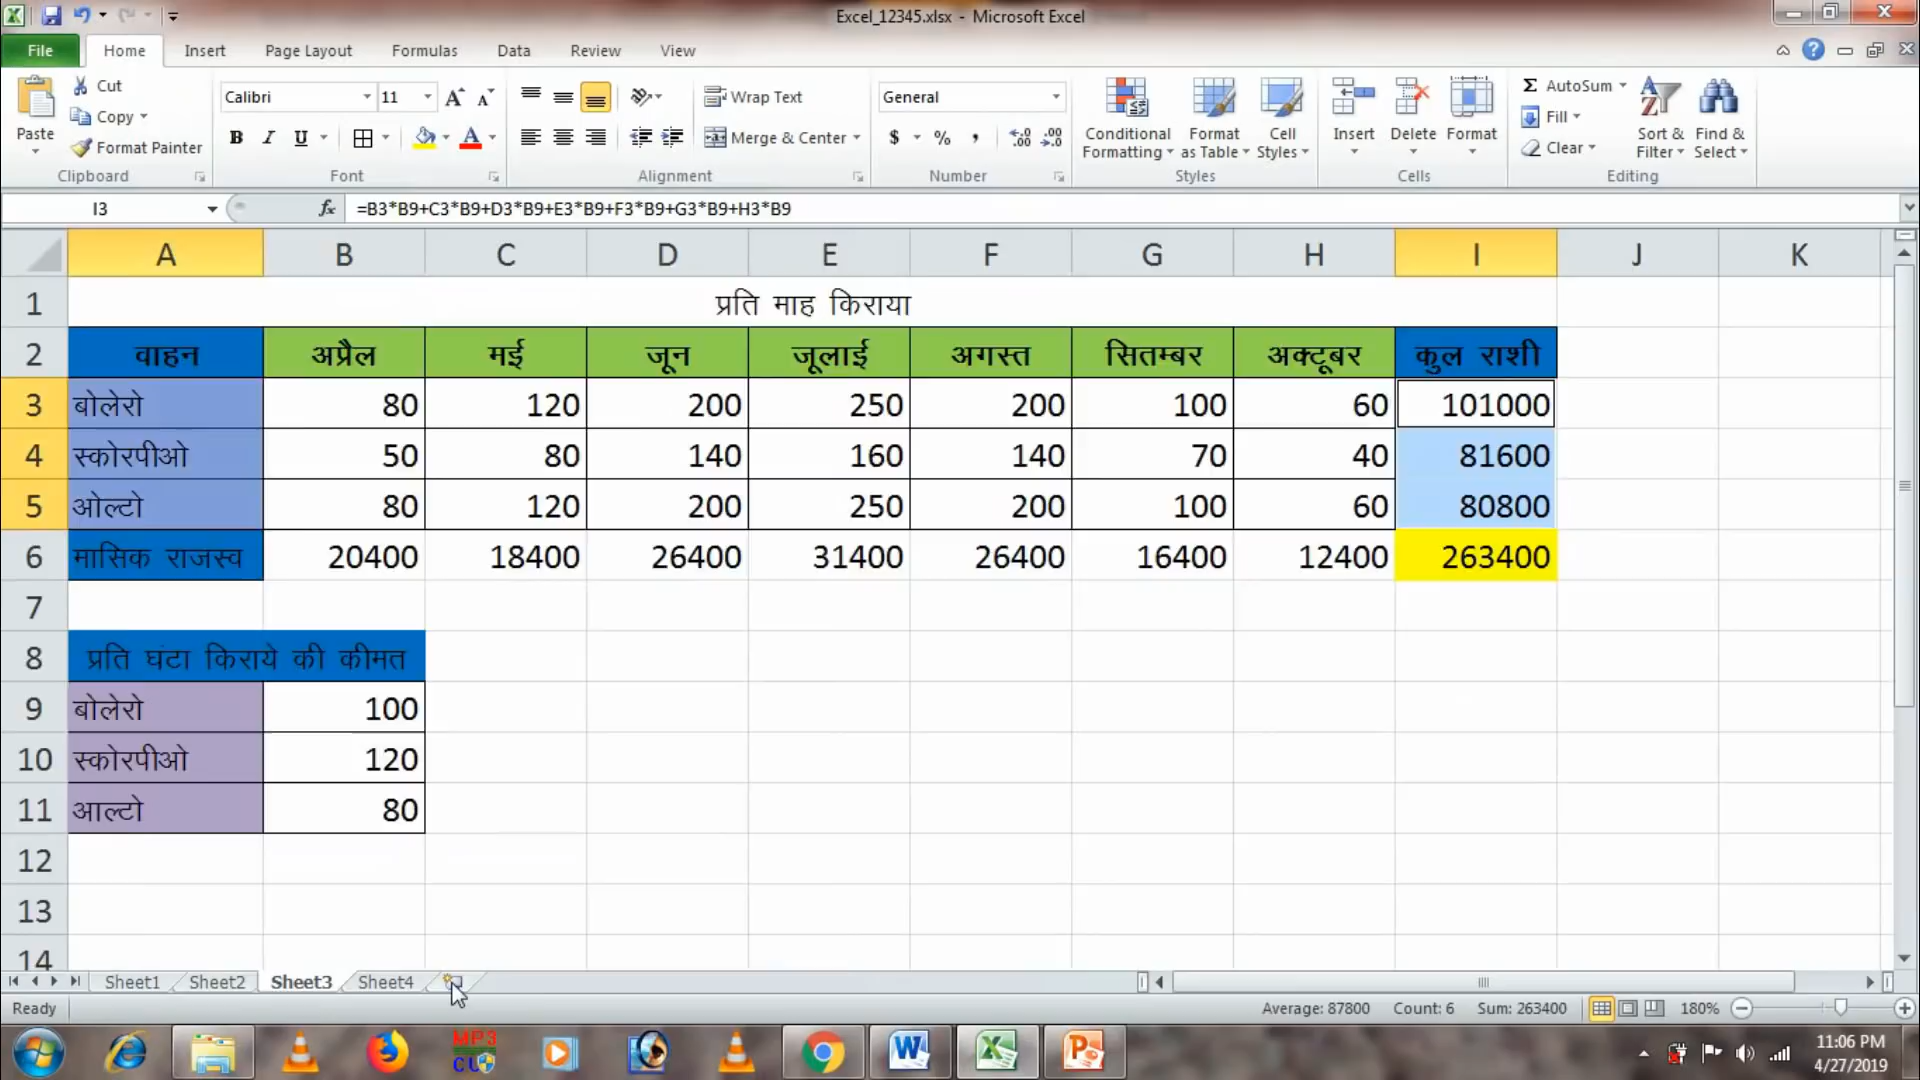 Excel_12345.xlsx - Microsoft Excel
File Home Insert Page Layout Formulas Data Review View
Paste Cut Copy Format Painter Clipboard
Calibri 11 B I U Font
Wrap Text Merge & Center Alignment
General $ % , Number
Conditional Formatting Format as Table Cell Styles Styles
Insert Delete Format Cells
Σ AutoSum Fill Clear Sort & Filter Find & Select Editing
I3 fx =B3*B9+C3*B9+D3*B9+E3*B9+F3*B9+G3*B9+H3*B9
A B C D E F G H I J K
1 प्रति माह किराया
2 वाहन अप्रैल मई जून जूलाई अगस्त सितम्बर अक्टूबर कुल राशी
3 बोलेरो 80 120 200 250 200 100 60 101000
4 स्कोरपीओ 50 80 140 160 140 70 40 81600
5 ओल्टो 80 120 200 250 200 100 60 80800
6 मासिक राजस्व 20400 18400 26400 31400 26400 16400 12400 263400
7
8 प्रति घंटा किराये की कीमत
9 बोलेरो 100
10 स्कोरपीओ 120
11 आल्टो 80
12
13
14
Sheet1 Sheet2 Sheet3 Sheet4
Ready Average: 87800 Count: 6 Sum: 263400 180%
MP3 CU 11:06 PM
4/27/2019